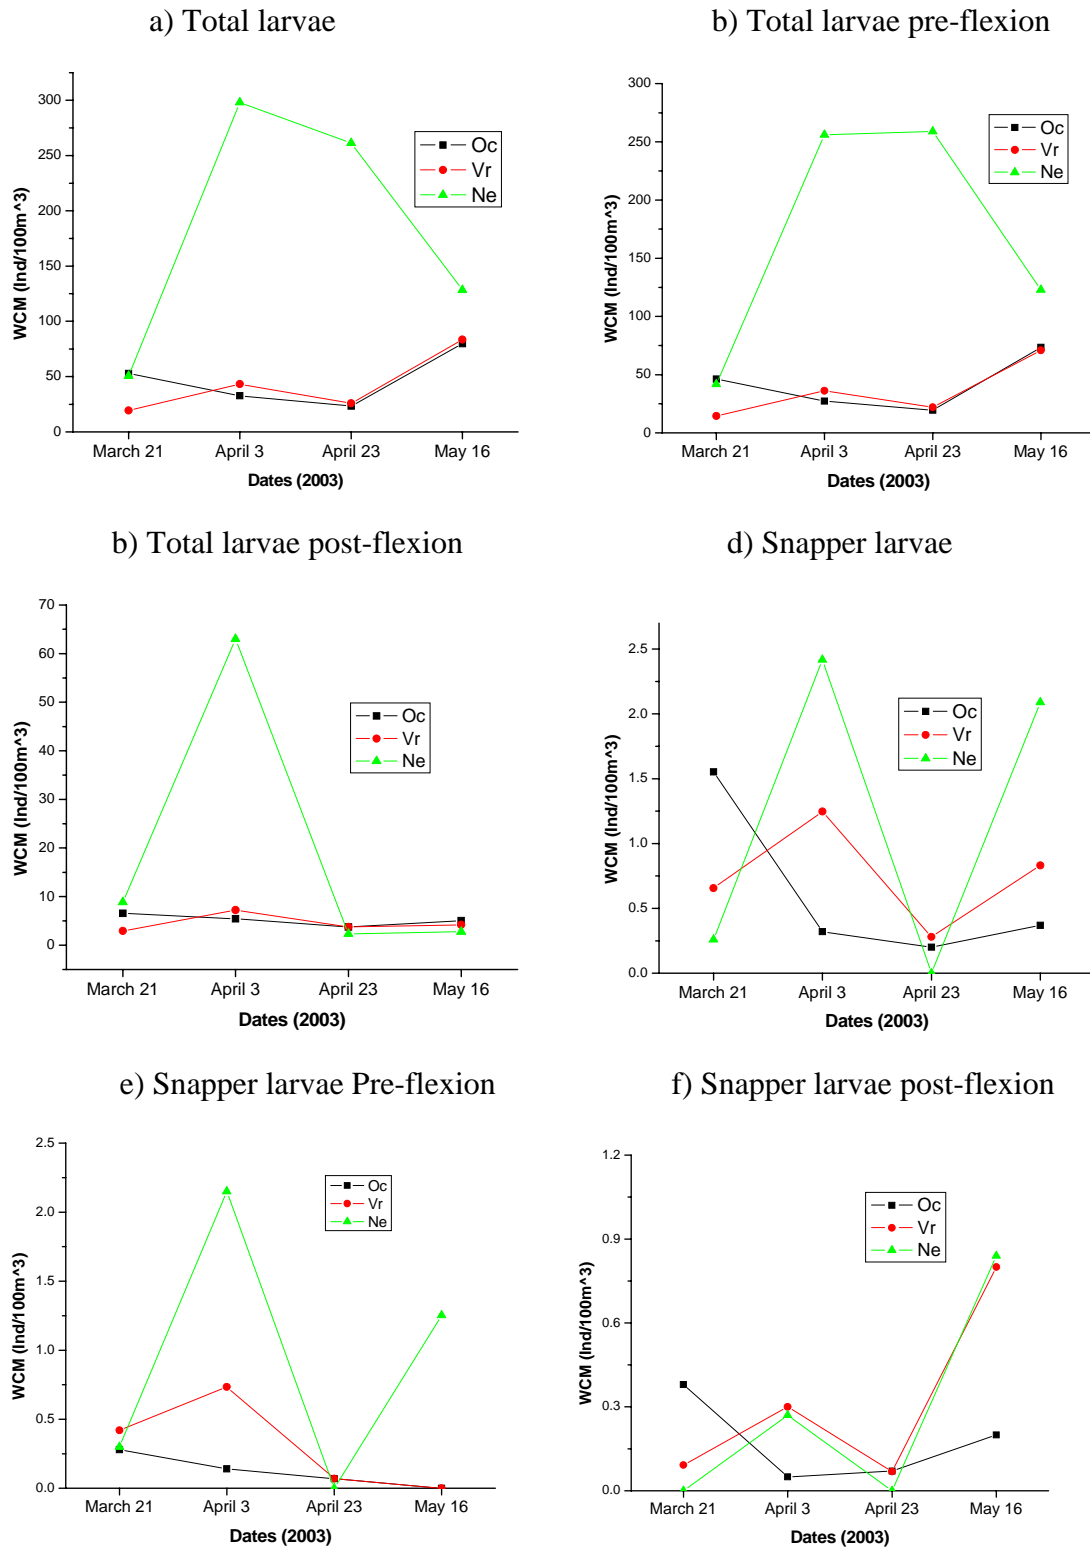 a) Total larvae
300
250
200
150
100
50
0
WCM (Ind/100m^3)
Oc
Vr
Ne
March 21 April 3 April 23 May 16
Dates (2003)
b) Total larvae pre-flexion
300
250
200
150
100
50
0
WCM (Ind/100m^3)
Oc
Vr
Ne
March 21 April 3 April 23 May 16
Dates (2003)
b) Total larvae post-flexion
70
60
50
40
30
20
10
0
WCM (Ind/100m^3)
Oc
Vr
Ne
March 21 April 3 April 23 May 16
Dates (2003)
d) Snapper larvae
2.5
2.0
1.5
1.0
0.5
0.0
WCM (Ind/100m^3)
Oc
Vr
Ne
March 21 April 3 April 23 May 16
Dates (2003)
e) Snapper larvae Pre-flexion
2.5
2.0
1.5
1.0
0.5
0.0
WCM (Ind/100m^3)
Oc
Vr
Ne
March 21 April 3 April 23 May 16
Dates (2003)
f) Snapper larvae post-flexion
1.2
0.9
0.6
0.3
0.0
WCM (Ind/100m^3)
Oc
Vr
Ne
March 21 April 3 April 23 May 16
Dates (2003)